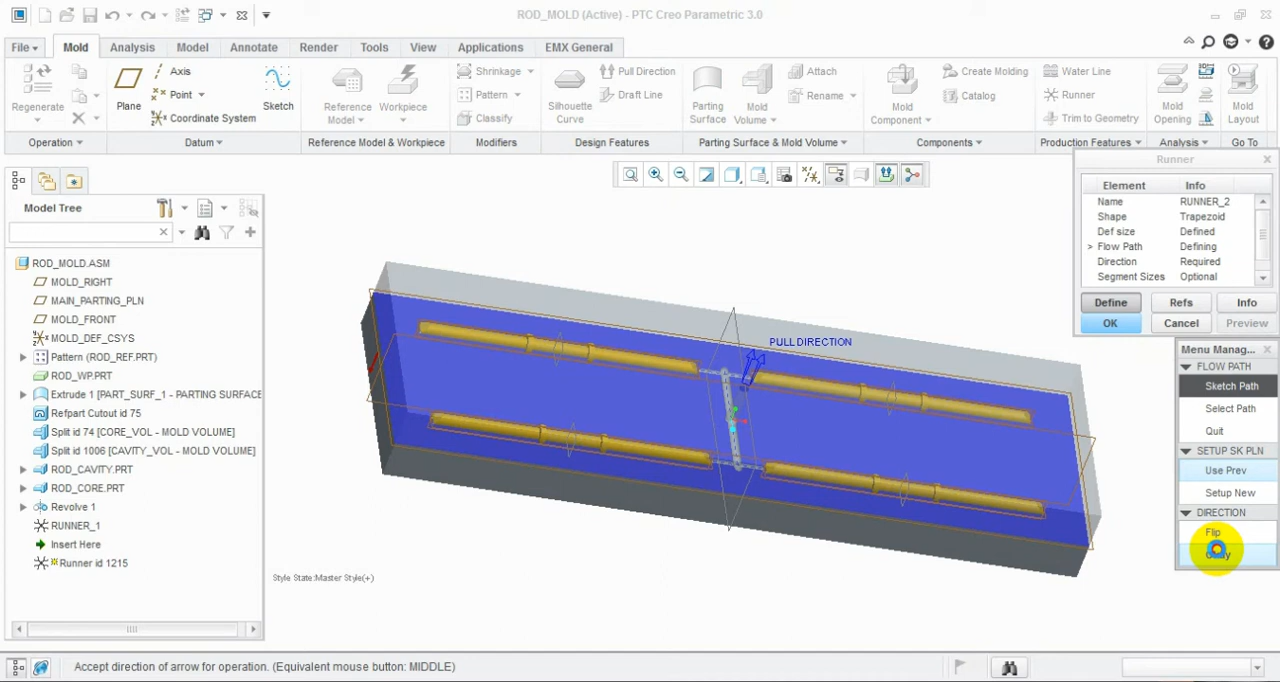 ROD_MOLD (Active) - PTC Creo Parametric 3.0
File Mold Analysis Model Annotate Render Tools View Applications EMX General
Regenerate
Plane
Axis
Point
Coordinate System
Sketch
Reference Model
Workpiece
Shrinkage
Pattern
Classify
Silhouette Curve
Pull Direction
Draft Line
Parting Surface
Mold Volume
Attach
Rename
Mold Component
Create Molding
Catalog
Water Line
Runner
Trim to Geometry
Mold Opening
Mold Layout
Operation Datum Reference Model & Workpiece Modifiers Design Features Parting Surface & Mold Volume Components Production Features Analysis Go To
Model Tree
ROD_MOLD.ASM
MOLD_RIGHT
MAIN_PARTING_PLN
MOLD_FRONT
MOLD_DEF_CSYS
Pattern (ROD_REF.PRT)
ROD_WP.PRT
Extrude 1 [PART_SURF_1 - PARTING SURFACE
Refpart Cutout id 75
Split id 74 [CORE_VOL - MOLD VOLUME]
Split id 1006 [CAVITY_VOL - MOLD VOLUME]
ROD_CAVITY.PRT
ROD_CORE.PRT
Revolve 1
RUNNER_1
Insert Here
Runner id 1215
PULL DIRECTION
Style State:Master Style(+)
Runner
Element Info
Name RUNNER_2
Shape Trapezoid
Def size Defined
> Flow Path Defining
Direction Required
Segment Sizes Optional
Define Refs Info
OK Cancel Preview
Menu Manag...
FLOW PATH
Sketch Path
Select Path
Quit
SETUP SK PLN
Use Prev
Setup New
DIRECTION
Flip
Accept direction of arrow for operation. (Equivalent mouse button: MIDDLE)